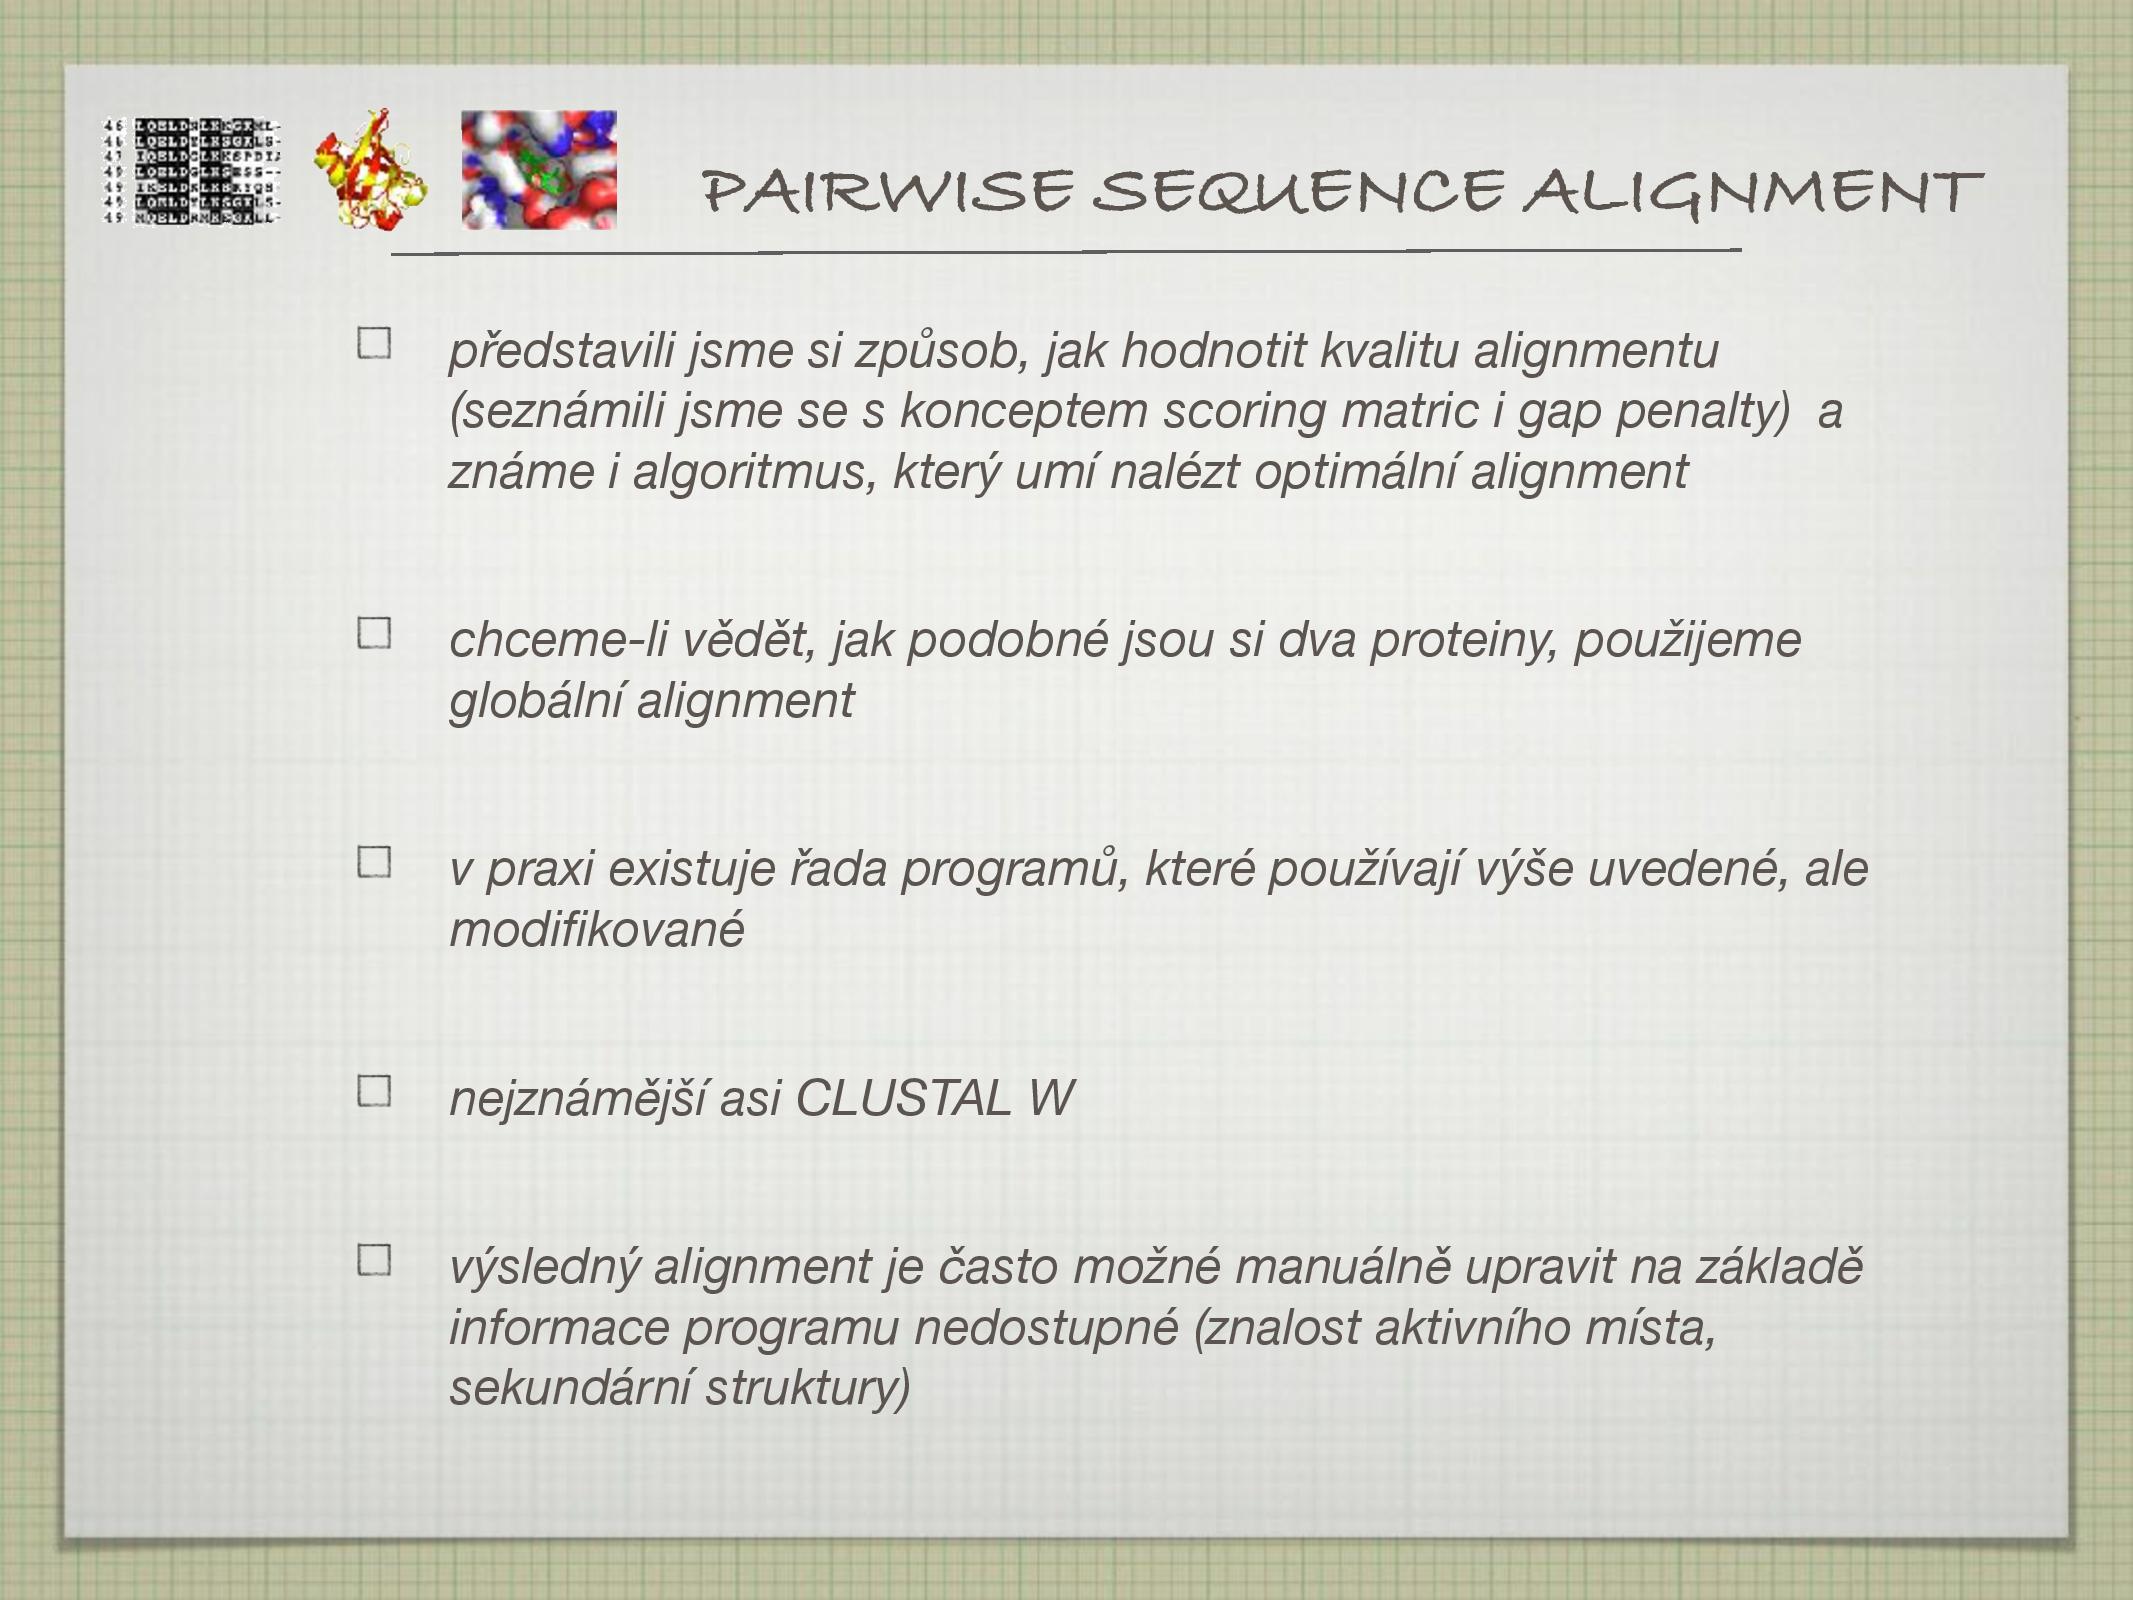 PAIRWISE SEQUENCE ALIGNMENT
představili jsme si způsob, jak hodnotit kvalitu alignmentu
(seznámili jsme se s konceptem scoring matric i gap penalty) a
známe i algoritmus, který umí nalézt optimální alignment
chceme-li vědět, jak podobné jsou si dva proteiny, použijeme
globální alignment
v praxi existuje řada programů, které používají výše uvedené, ale
modifikované
nejznámější asi CLUSTAL W
výsledný alignment je často možné manuálně upravit na základě
informace programu nedostupné (znalost aktivního místa,
sekundární struktury)